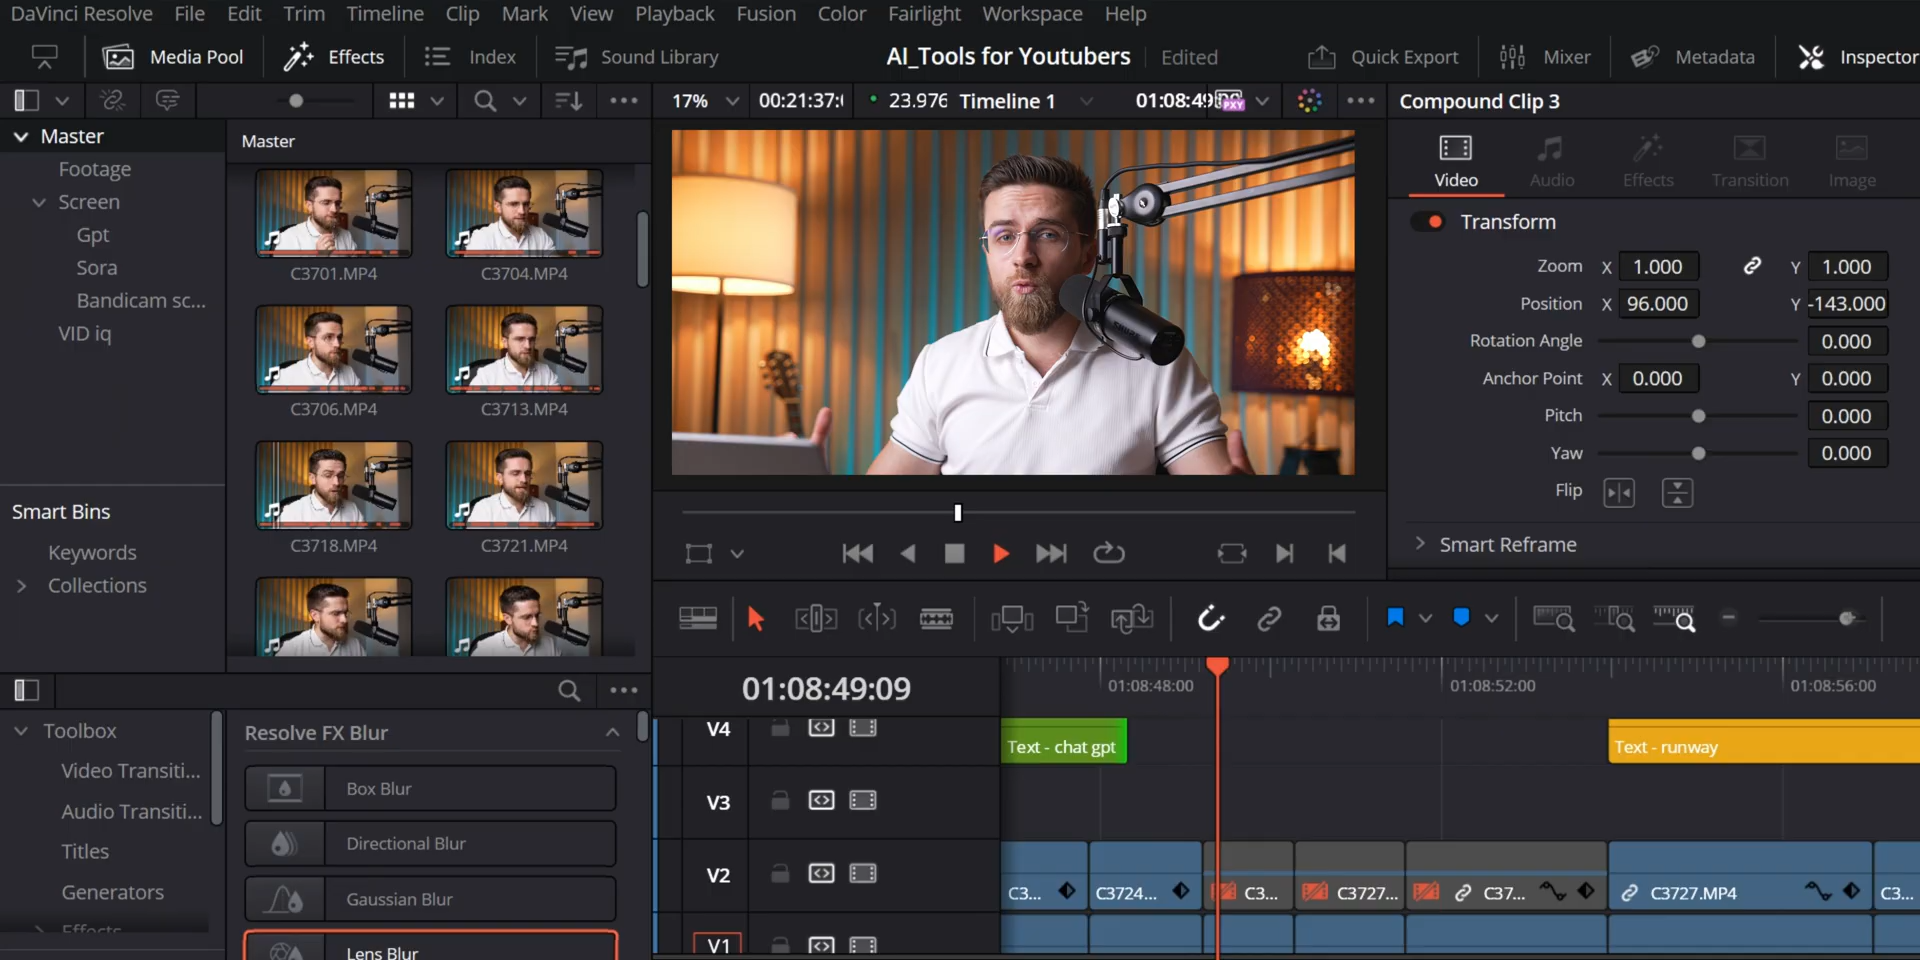 DaVinci Resolve File Edit Trim Timeline Clip Mark View Playback Fusion Color Fairlight Workspace Help
Media Pool Effects Index Sound Library AI_Tools for Youtubers Edited Quick Export Mixer Metadata Inspector
17% 00:21:37: 23.976 Timeline 1 01:08:49 PXY Compound Clip 3
Master
Footage
Screen
Gpt
Sora
Bandicam sc...
VID iq
Smart Bins
Keywords
Collections
Master
C3701.MP4 C3704.MP4
C3706.MP4 C3713.MP4
C3718.MP4 C3721.MP4
Video Audio Effects Transition Image
Transform
Zoom X 1.000 Y 1.000
Position X 96.000 Y -143.000
Rotation Angle 0.000
Anchor Point X 0.000 Y 0.000
Pitch 0.000
Yaw 0.000
Flip
Smart Reframe
Toolbox
Video Transiti...
Audio Transiti...
Titles
Generators
Effects
Resolve FX Blur
Box Blur
Directional Blur
Gaussian Blur
Lens Blur
01:08:49:09 01:08:48:00 01:08:52:00 01:08:56:00
V4 Text - chat gpt Text - runway
V3
V2 C3... C3724... C3... C3727... C37... C3727.MP4 C3...
V1